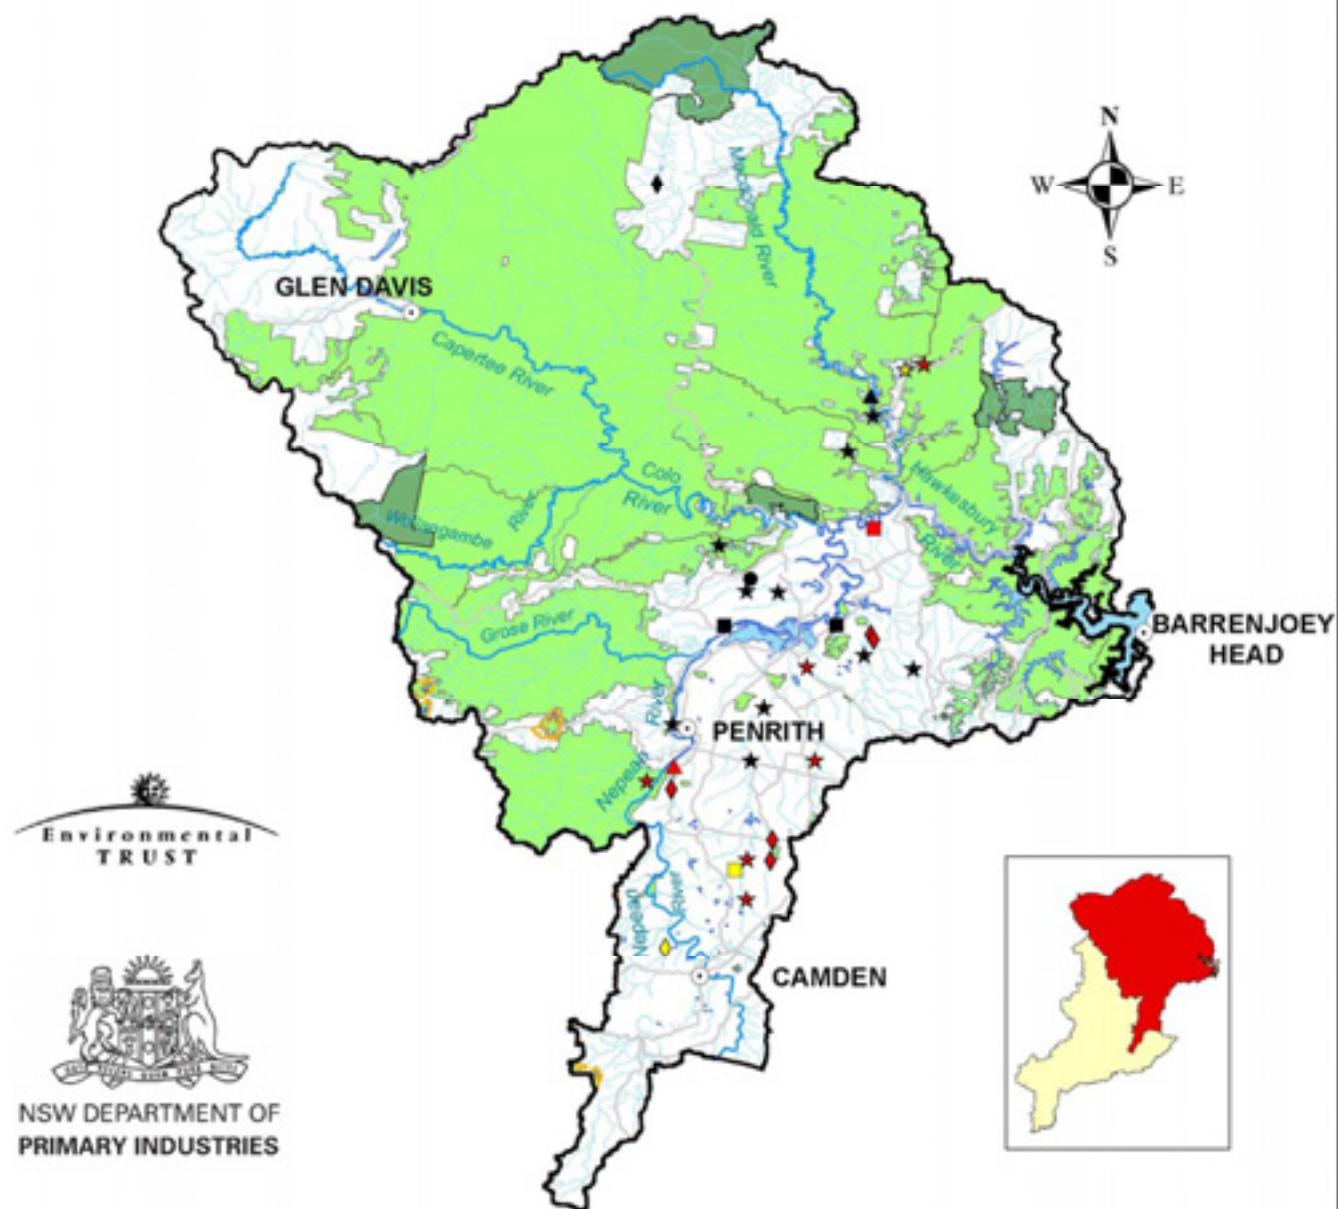 N
W
E
S
Macdonald River
GLEN DAVIS
Capertee River
Colo
River
Hawkesbury
River
Wollangambe
River
Grose River
BARRENJOEY
HEAD
River
Nepean
PENRITH
Nepean
River
CAMDEN
Environmental
TRUST
NSW DEPARTMENT OF
PRIMARY INDUSTRIES